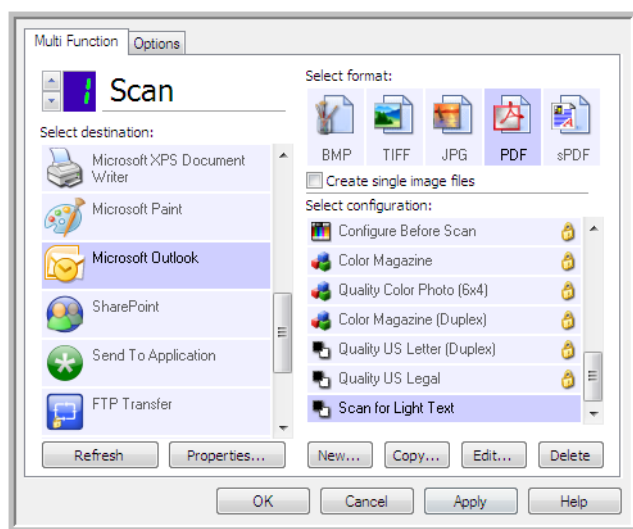 Multi Function
Options
1
Scan
Select destination:
Microsoft XPS Document
Writer
Microsoft Paint
Microsoft Outlook
SharePoint
Send To Application
FTP Transfer
Refresh
Properties...
Select format:
BMP
TIFF
JPG
PDF
sPDF
Create single image files
Select configuration:
Configure Before Scan
Color Magazine
Quality Color Photo (6x4)
Color Magazine (Duplex)
Quality US Letter (Duplex)
Quality US Legal
Scan for Light Text
New...
Copy...
Edit...
Delete
OK
Cancel
Apply
Help